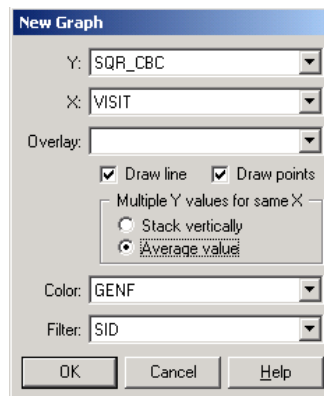 New Graph
Y: SQR_CBC
X: VISIT
Overlay:
Draw line Draw points
Multiple Y values for same X
Stack vertically
Average value
Color: GENF
Filter: SID
OK Cancel Help